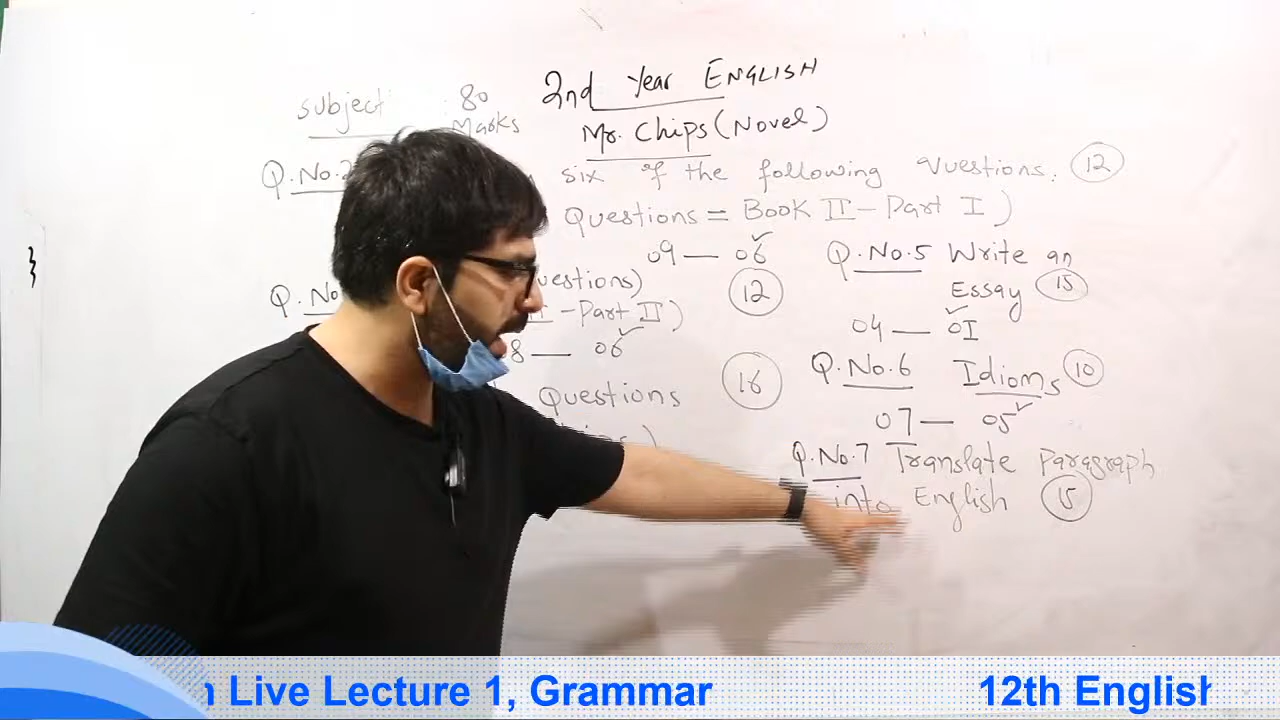 2nd Year ENGLISH
subject 80
Marks
Mr. Chips (Novel)
Q.No.2 six of the following Questions. 12
Questions = Book II - Part I )
09 — 06
Q.No uestions) 12
- Part II )
8 — 06
Questions 16
Q.No.5 Write an
Essay 15
04 — 01
Q.No.6 Idioms 10
07 — 05
Q.No.7 Translate Paragraph
into English 15
n Live Lecture 1, Grammar 12th English